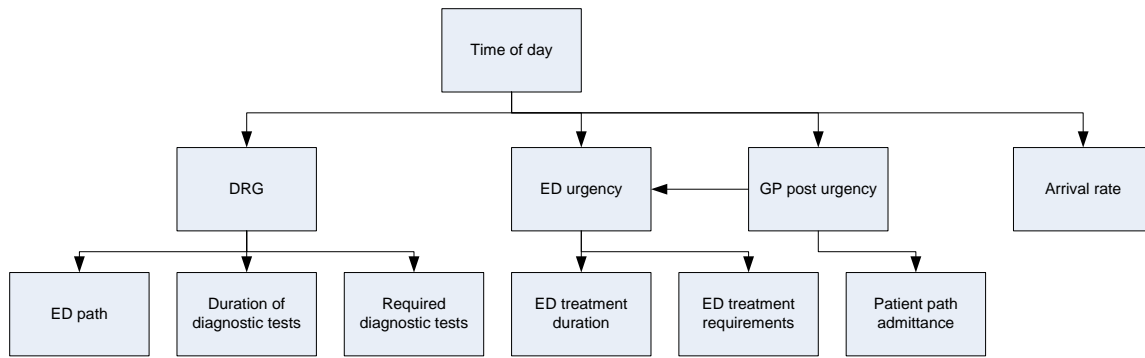 Time of day
DRG
ED urgency
GP post urgency
Arrival rate
ED path
Duration of
diagnostic tests
Required
diagnostic tests
ED treatment
duration
ED treatment
requirements
Patient path
admittance